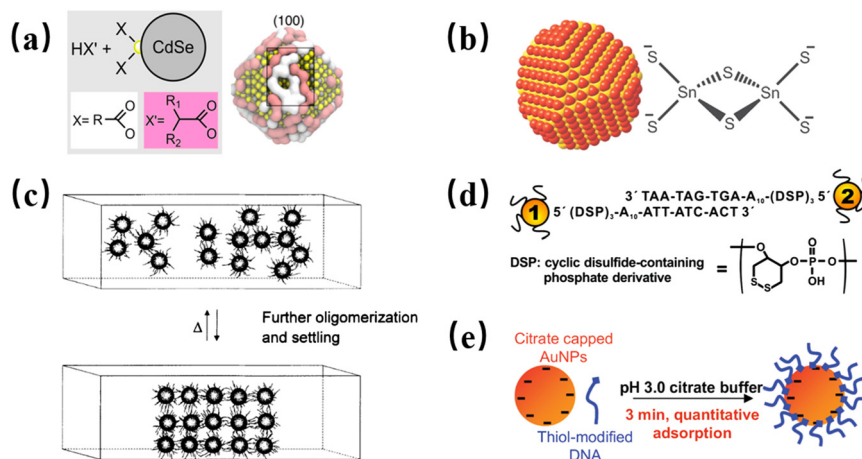 (a)
(100)
HX' +
X
X
CdSe
X= R
O
O
X'=
R1
R2
O
O
(b)
S
S
S
Sn
Sn
S
S
S
(c)
Δ
Further oligomerization
and settling
(d)
1
2
3´ TAA-TAG-TGA-A10-(DSP)3 5´
5´ (DSP)3-A10-ATT-ATC-ACT 3´
DSP: cyclic disulfide-containing
phosphate derivative
=
O
O
O-P-O
OH
S-S
(e)
Citrate capped
AuNPs
Thiol-modified
DNA
pH 3.0 citrate buffer
3 min, quantitative
adsorption